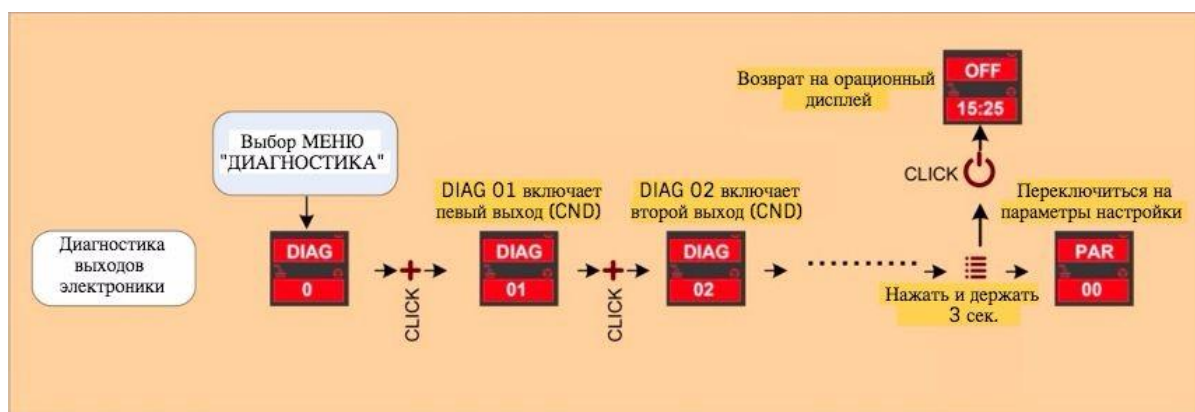 Возврат на орационный
дисплей
OFF
15:25
CLICK
Выбор МЕНЮ
"ДИАГНОСТИКА"
DIAG 01 включает
певый выход (CND)
DIAG 02 включает
второй выход (CND)
Переключиться на
параметры настройки
Диагностика
выходов
электроники
DIAG
0
CLICK
DIAG
01
CLICK
DIAG
02
Нажать и держать
3 сек.
PAR
00